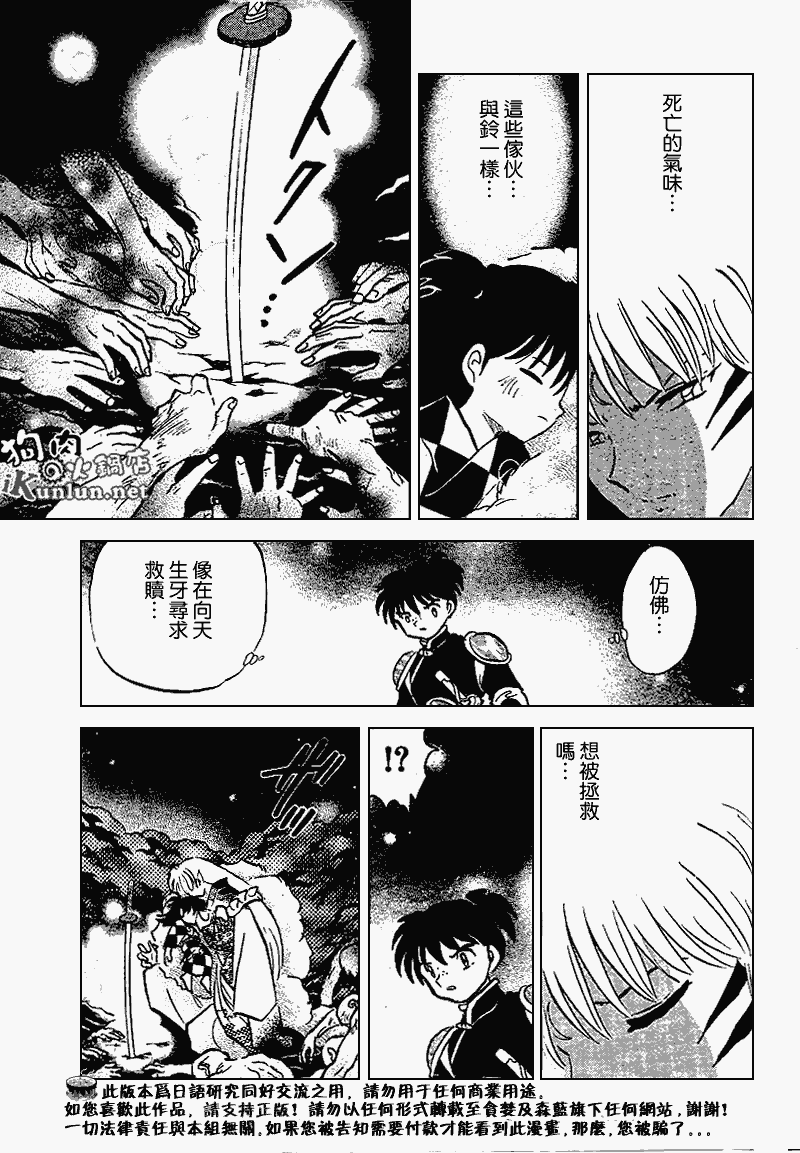 死亡的氣味…
這些傢伙…
與鈴一樣…
ドクン…
仿佛…
像在向天
生牙尋求
救贖…
想被拯救
嗎…
!?
狗肉火鍋店
iKunlun.net
此版本爲日語研究同好交流之用，請勿用于任何商業用途。
如您喜歡此作品，請支持正版！請勿以任何形式轉載至貪婪及森藍旗下任何網站，謝謝！
一切法律責任與本組無關。如果您被告知需要付款才能看到此漫畫，那麼，您被騙了。。。